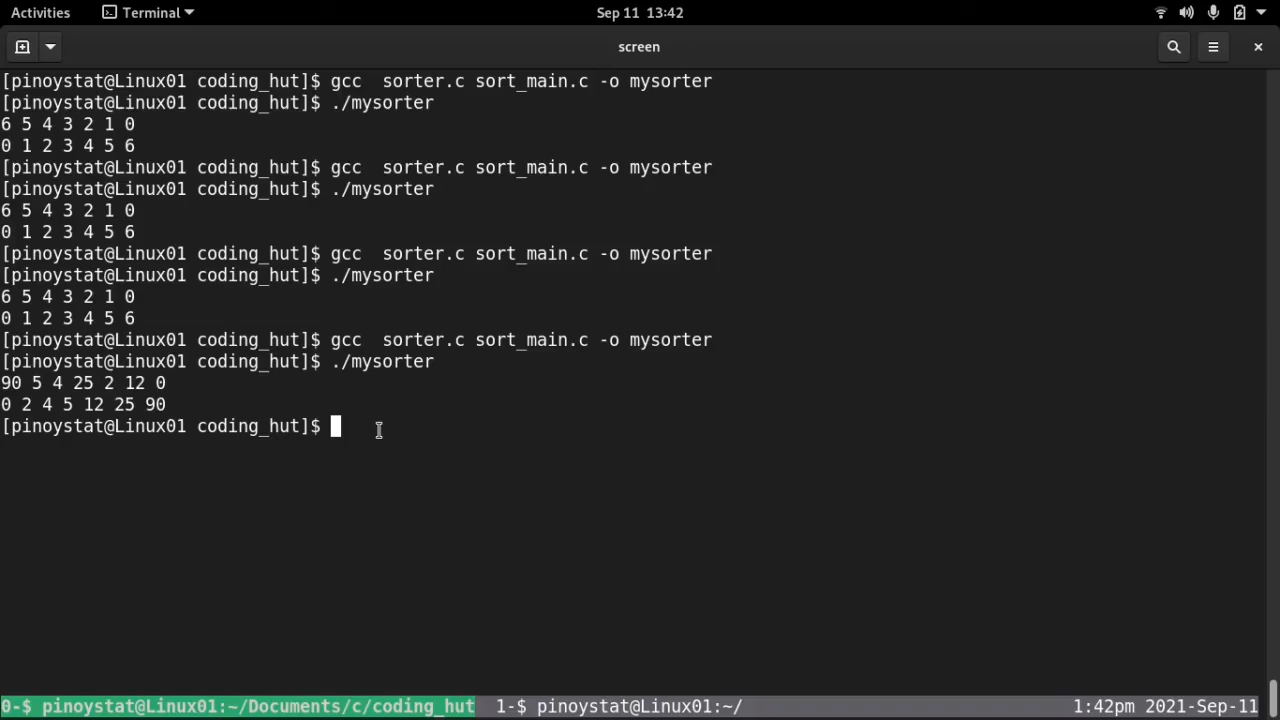 Activities Terminal Sep 11 13:42
screen
[pinoystat@Linux01 coding_hut]$ gcc  sorter.c sort_main.c -o mysorter
[pinoystat@Linux01 coding_hut]$ ./mysorter
6 5 4 3 2 1 0
0 1 2 3 4 5 6
[pinoystat@Linux01 coding_hut]$ gcc  sorter.c sort_main.c -o mysorter
[pinoystat@Linux01 coding_hut]$ ./mysorter
6 5 4 3 2 1 0
0 1 2 3 4 5 6
[pinoystat@Linux01 coding_hut]$ gcc  sorter.c sort_main.c -o mysorter
[pinoystat@Linux01 coding_hut]$ ./mysorter
6 5 4 3 2 1 0
0 1 2 3 4 5 6
[pinoystat@Linux01 coding_hut]$ gcc  sorter.c sort_main.c -o mysorter
[pinoystat@Linux01 coding_hut]$ ./mysorter
90 5 4 25 2 12 0
0 2 4 5 12 25 90
[pinoystat@Linux01 coding_hut]$
0-$ pinoystat@Linux01:~/Documents/c/coding_hut  1-$ pinoystat@Linux01:~/ 1:42pm 2021-Sep-11